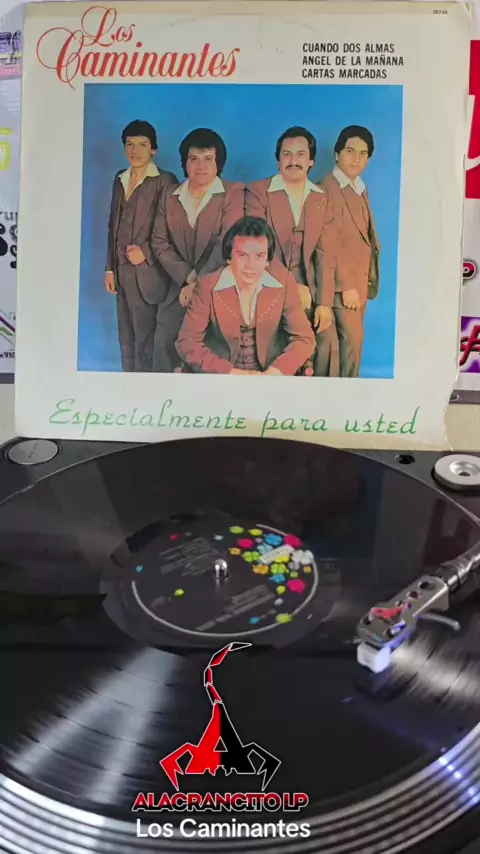 Los
Caminantes
CUANDO DOS ALMAS
ANGEL DE LA MAÑANA
CARTAS MARCADAS
Especialmente para usted
ALACRANCITO LP
Los Caminantes